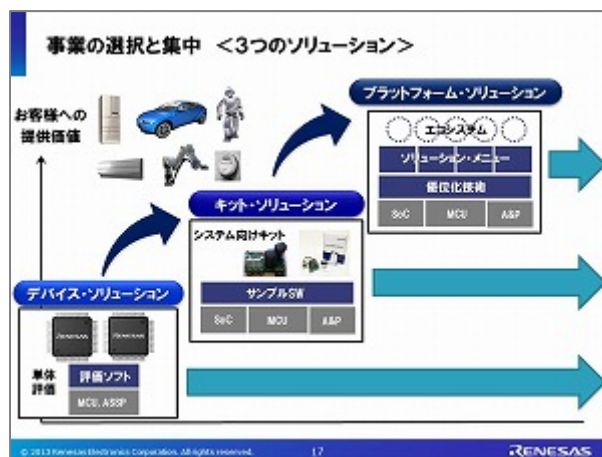 事業の選択と集中 <3つのソリューション>
お客様への
提供価値
プラットフォーム・ソリューション
エコシステム
ソリューション・メニュー
優位化技術
SoC MCU A&P
キット・ソリューション
システム向けキット
サンプルSW
SoC MCU A&P
デバイス・ソリューション
RENESAS RENESAS
単体
評価
評価ソフト
MCU, ASSP
© 2013 Renesas Electronics Corporation. All rights reserved.
17
RENESAS